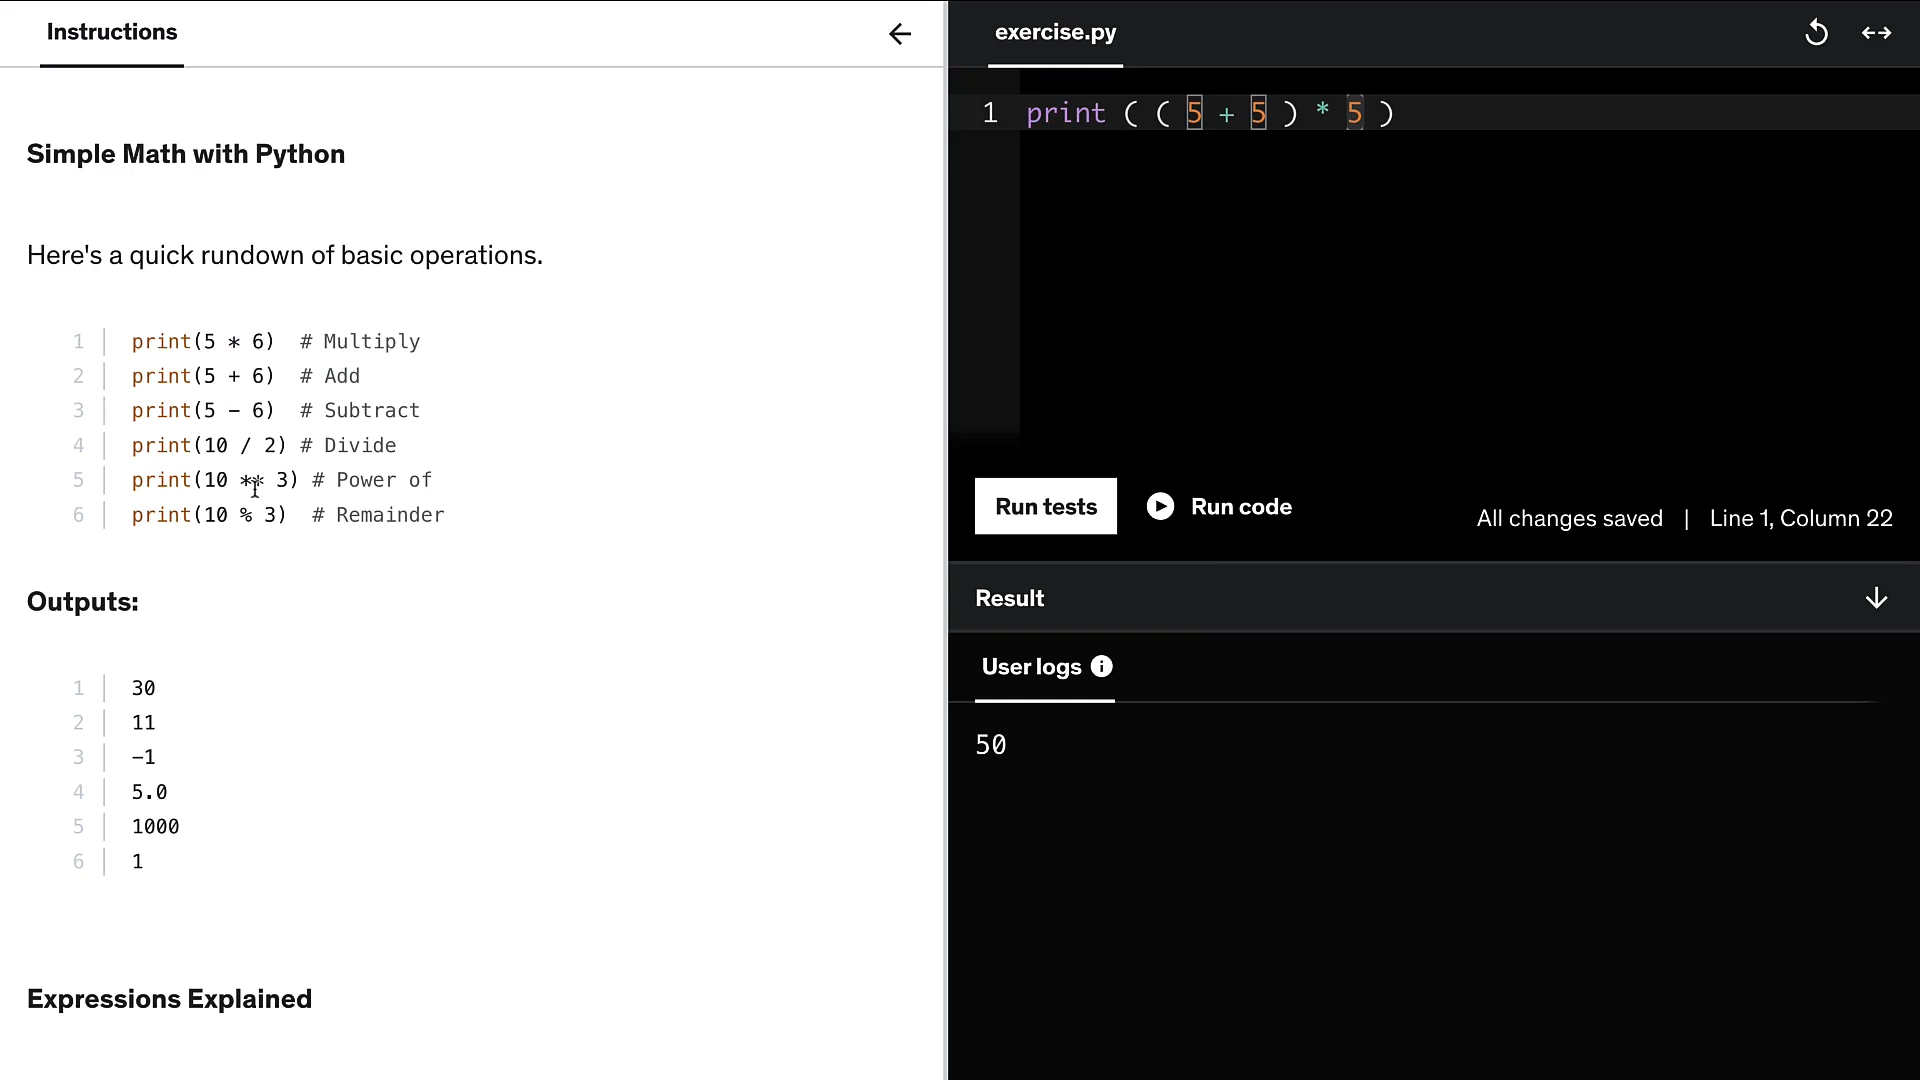 Instructions
Simple Math with Python
Here's a quick rundown of basic operations.
1 print(5 * 6)  # Multiply
2 print(5 + 6)  # Add
3 print(5 − 6)  # Subtract
4 print(10 / 2) # Divide
5 print(10 ** 3) # Power of
6 print(10 % 3)  # Remainder
Outputs:
1 30
2 11
3 −1
4 5.0
5 1000
6 1
Expressions Explained
exercise.py
1 print ( ( 5 + 5 ) * 5 )
Run tests Run code All changes saved | Line 1, Column 22
Result
User logs
50